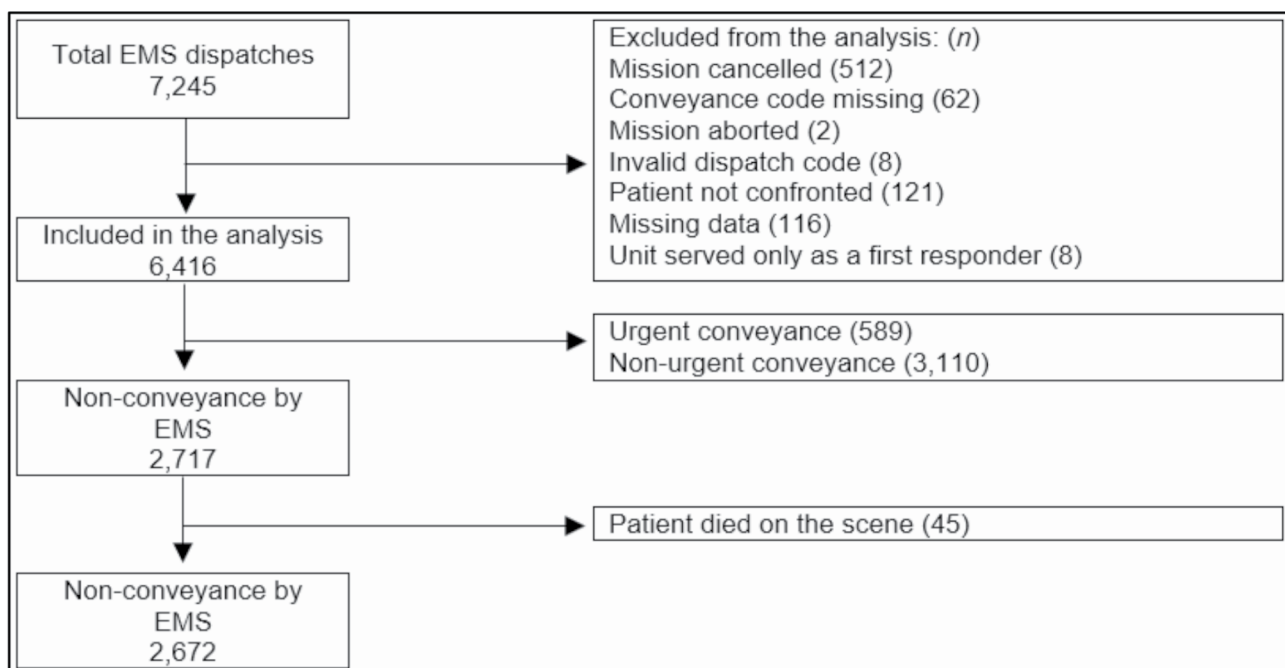 Total EMS dispatches
7,245
Excluded from the analysis: (n)
Mission cancelled (512)
Conveyance code missing (62)
Mission aborted (2)
Invalid dispatch code (8)
Patient not confronted (121)
Missing data (116)
Unit served only as a first responder (8)
Included in the analysis
6,416
Urgent conveyance (589)
Non-urgent conveyance (3,110)
Non-conveyance by
EMS
2,717
Patient died on the scene (45)
Non-conveyance by
EMS
2,672